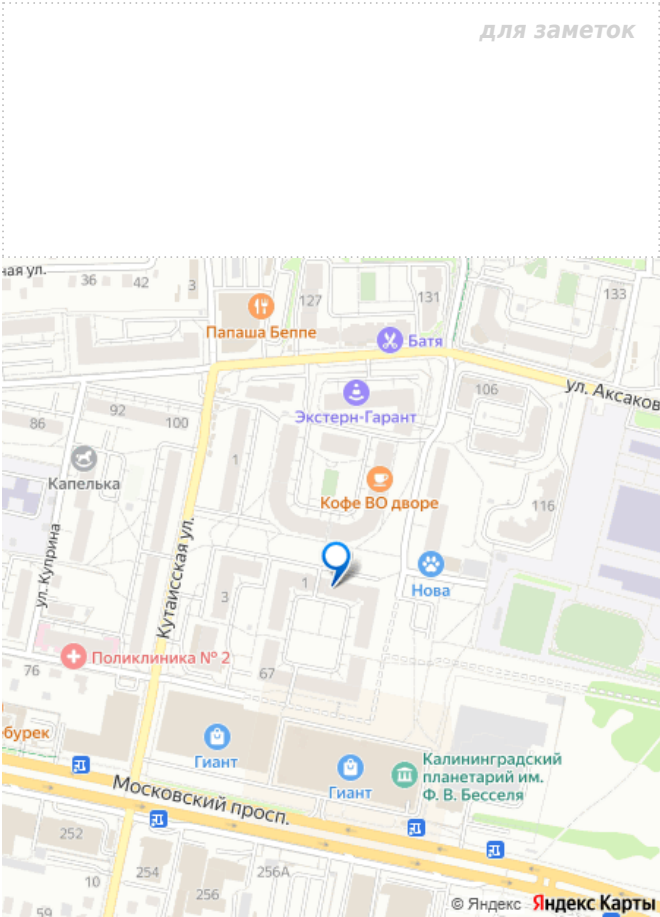 для заметок
ная ул.
36
42
3
127
131
133
Папаша Беппе
Батя
ул. Аксаков
106
Экстерн-Гарант
92
86
100
1
Капелька
Кофе ВО дворе
116
ул. Куприна
Кутаисская ул.
1
3
Нова
Поликлиника № 2
76
67
ебурек
Гиант
Гиант
Калининградский
планетарий им.
Ф. В. Бесселя
Московский просп.
252
254
256А
10
256
59
© Яндекс Яндекс Карты